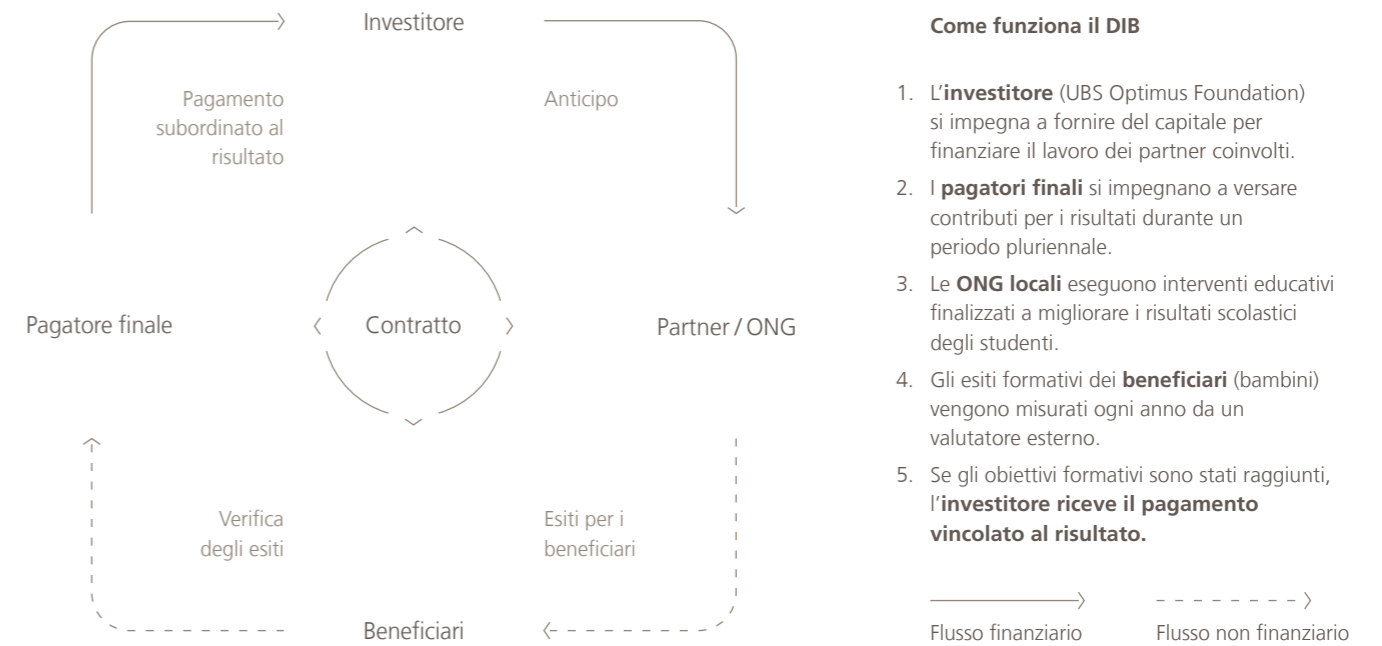 Investitore
Pagamento
subordinato al
risultato
Anticipo
Pagatore finale
Contratto
Partner / ONG
Verifica
degli esiti
Esiti per i
beneficiari
Beneficiari
Come funziona il DIB
1. L’investitore (UBS Optimus Foundation)
si impegna a fornire del capitale per
finanziare il lavoro dei partner coinvolti.
2. I pagatori finali si impegnano a versare
contributi per i risultati durante un
periodo pluriennale.
3. Le ONG locali eseguono interventi educativi
finalizzati a migliorare i risultati scolastici
degli studenti.
4. Gli esiti formativi dei beneficiari (bambini)
vengono misurati ogni anno da un
valutatore esterno.
5. Se gli obiettivi formativi sono stati raggiunti,
l’investitore riceve il pagamento
vincolato al risultato.
Flusso finanziario
Flusso non finanziario